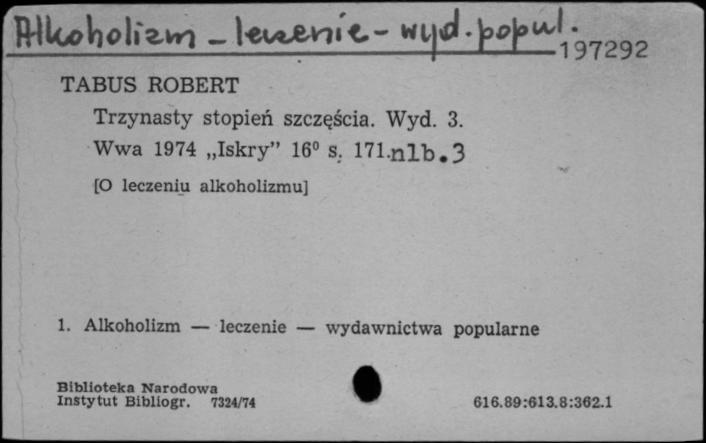 Alkoholizm - leczenie - wyd. popul.
197292
TABUS ROBERT
Trzynasty stopień szczęścia. Wyd. 3.
Wwa 1974 „Iskry” 16⁰ s. 171.nlb.3
[O leczeniu alkoholizmu]
1. Alkoholizm — leczenie — wydawnictwa popularne
Biblioteka Narodowa
Instytut Bibliogr. 7324/74
616.89:613.8:362.1